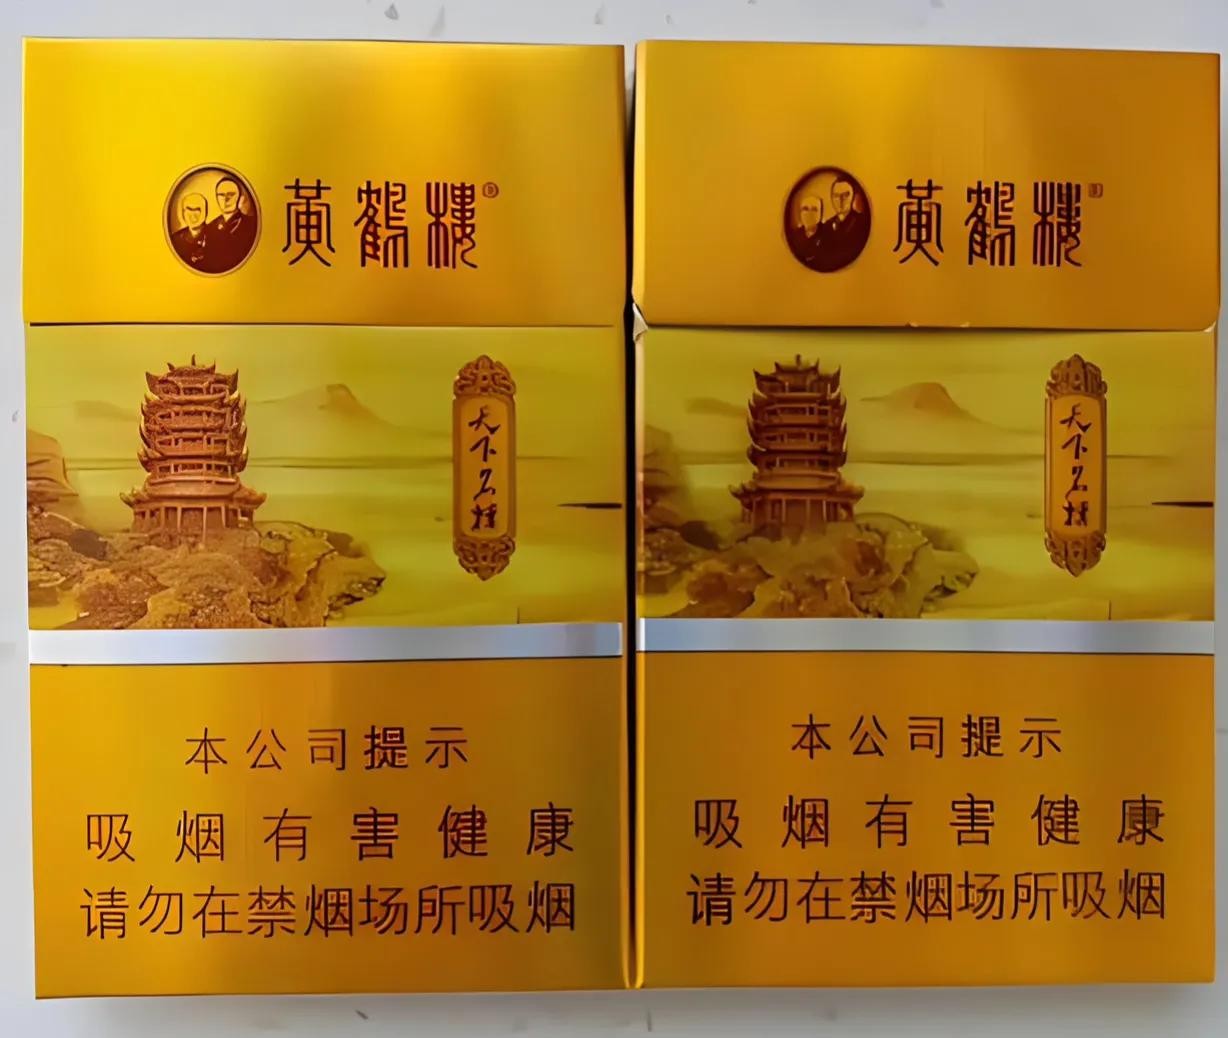 黄鹤楼®
天下名楼
本公司提示
吸烟有害健康
请勿在禁烟场所吸烟
黄鹤楼®
天下名楼
本公司提示
吸烟有害健康
请勿在禁烟场所吸烟